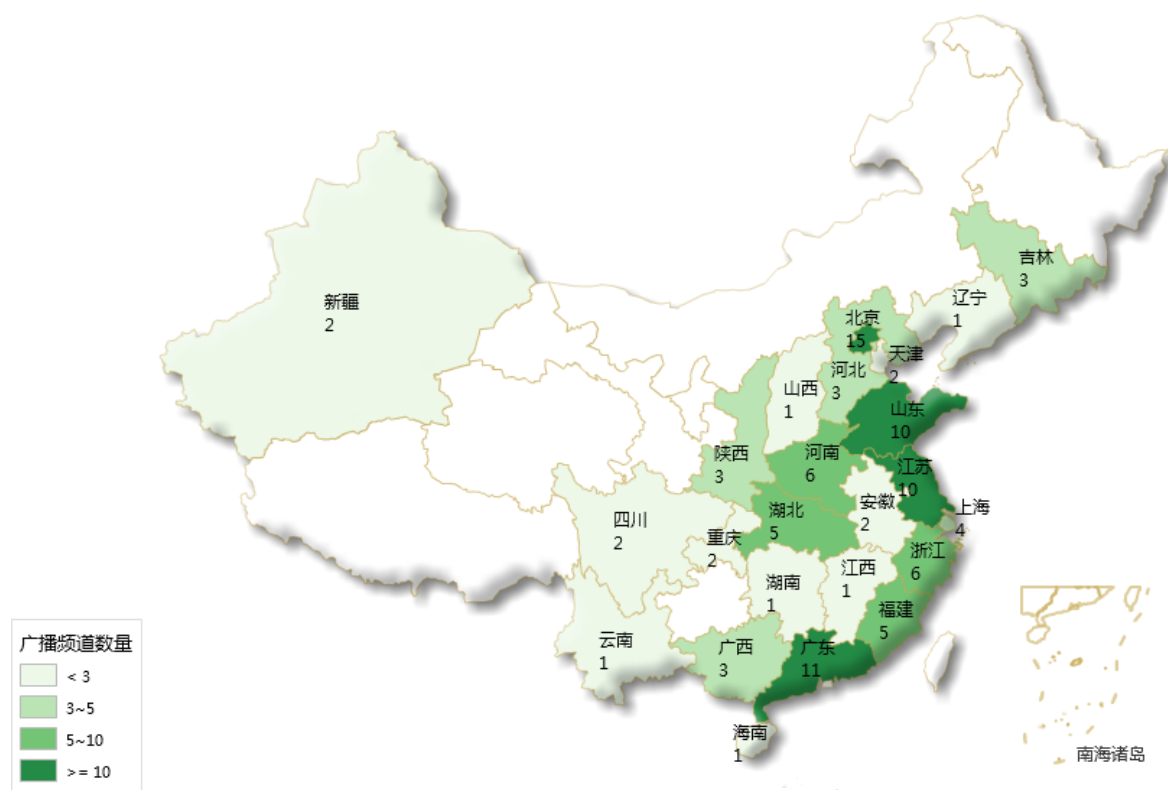 吉林
3
辽宁
1
新疆
2
北京
15
天津
2
河北
3
山西
1
山东
10
陕西
3
河南
6
江苏
10
安徽
2
上海
4
湖北
5
四川
2
重庆
2
浙江
6
江西
1
湖南
1
福建
5
云南
1
广西
3
广东
11
海南
1
南海诸岛
广播频道数量
< 3
3~5
5~10
>= 10